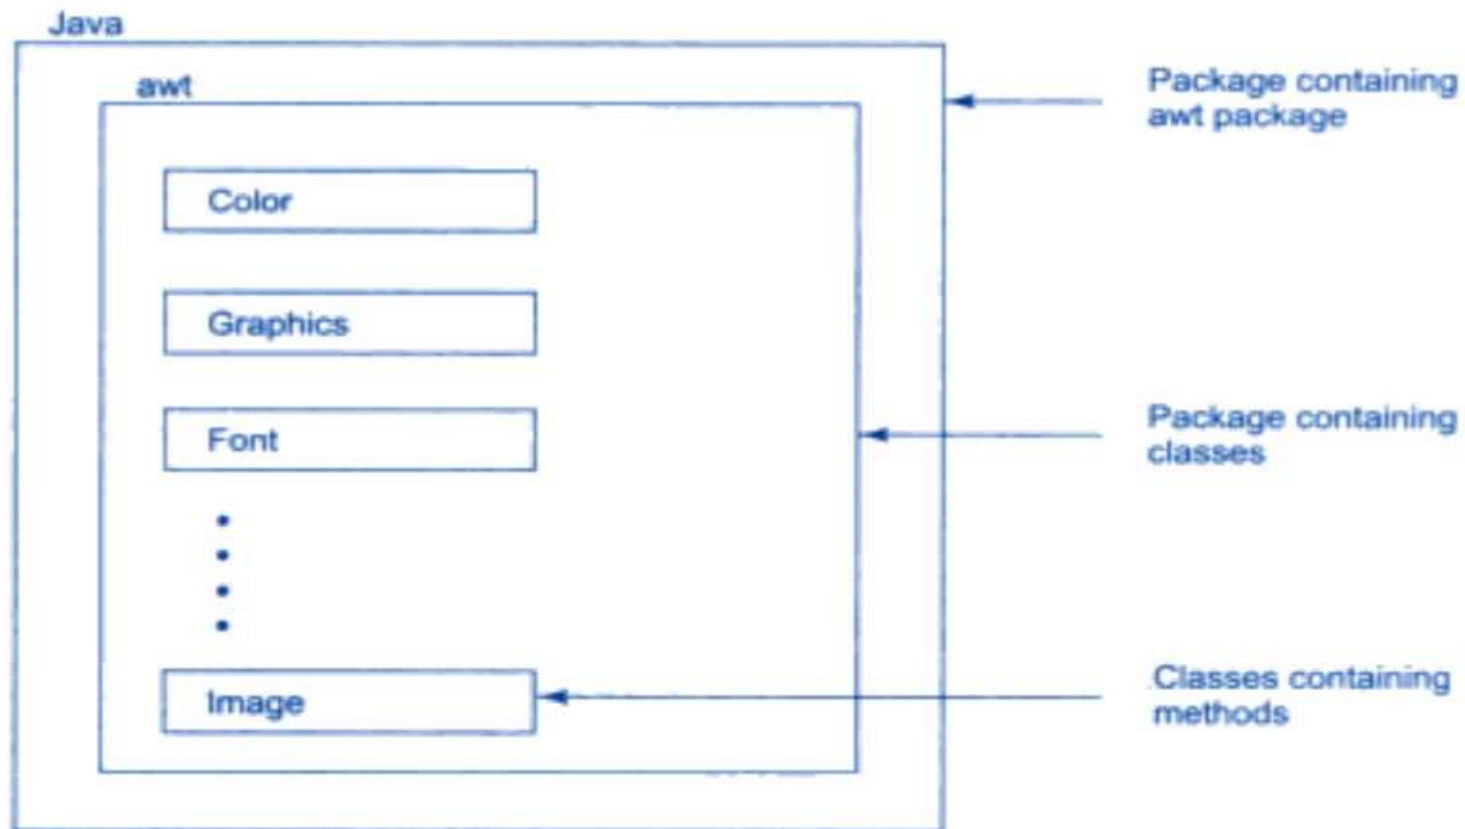 Java
awt
Package containing
awt package
Color
Graphics
Package containing
classes
Font
Image
Classes containing
methods